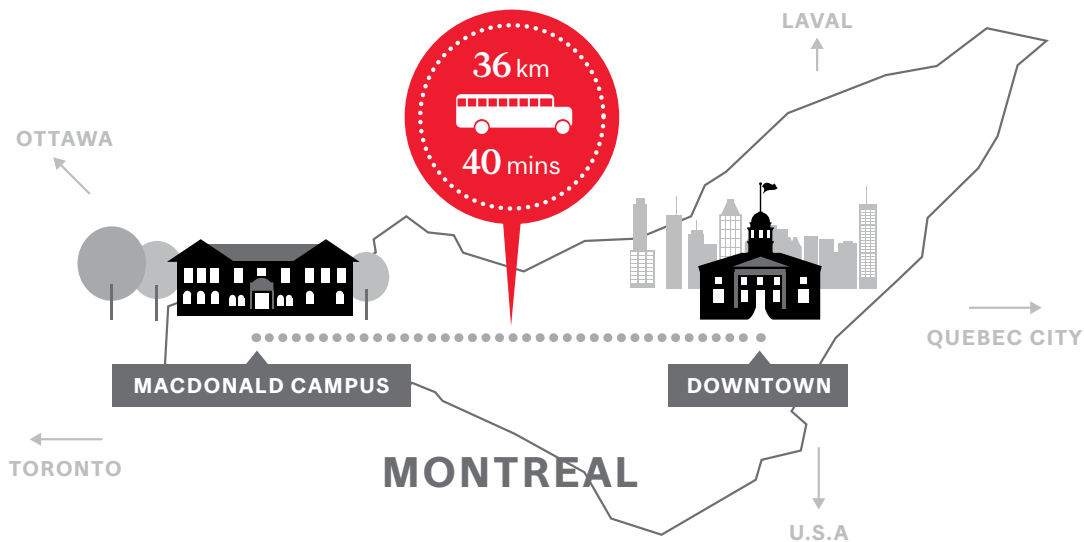 LAVAL
36 km
40 mins
OTTAWA
QUEBEC CITY
MACDONALD CAMPUS
DOWNTOWN
TORONTO
MONTREAL
U.S.A